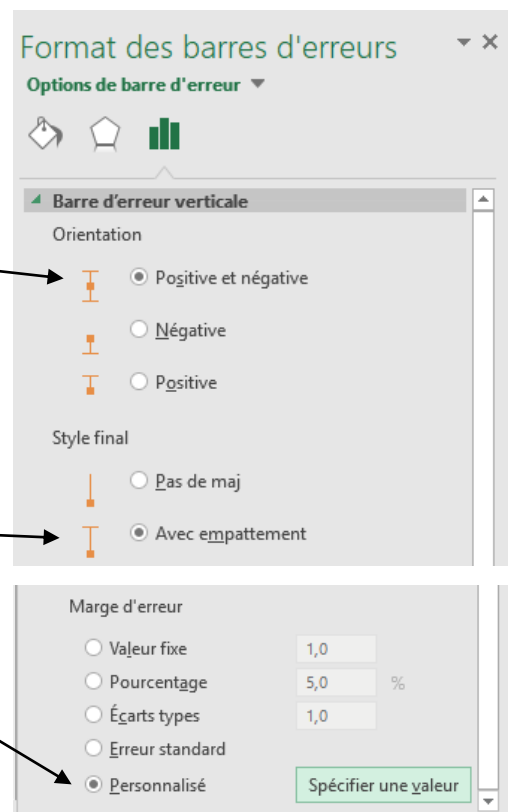 Format des barres d'erreurs
Options de barre d'erreur
Barre d'erreur verticale
Orientation
Positive et négative
Négative
Positive
Style final
Pas de maj
Avec empattement
Marge d'erreur
Valeur fixe 1,0
Pourcentage 5,0 %
Écarts types 1,0
Erreur standard
Personnalisé Spécifier une valeur